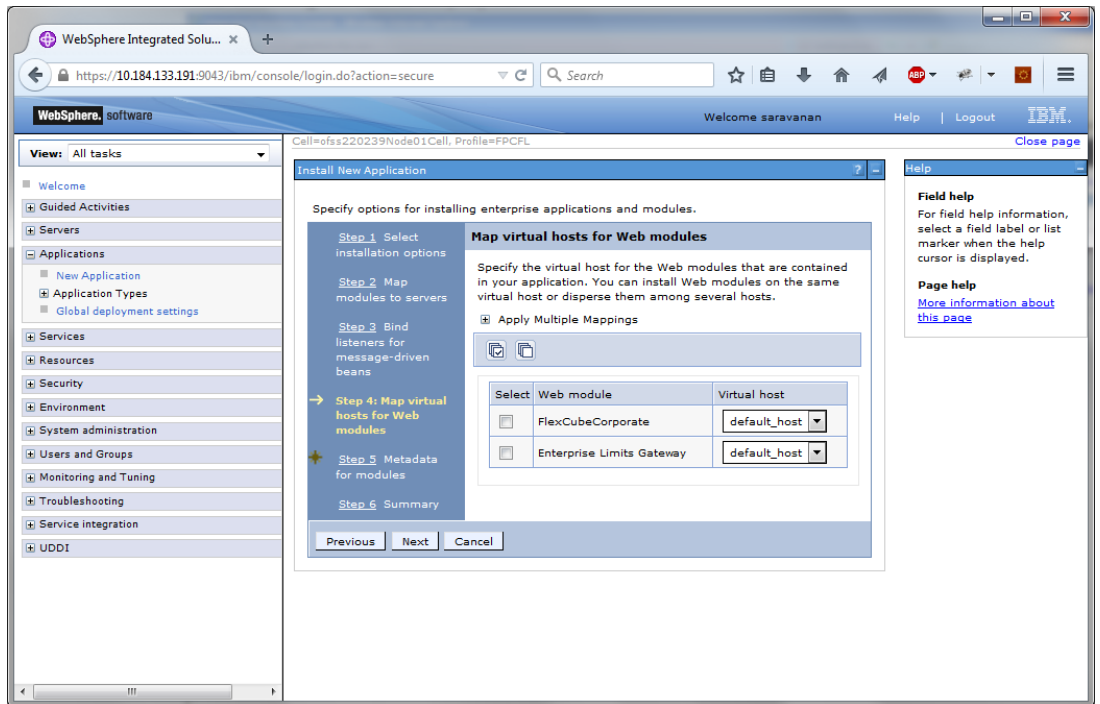 WebSphere Integrated Solu...
https://10.184.133.191:9043/ibm/console/login.do?action=secure
Search
ABP
WebSphere. software
Welcome saravanan
Help | Logout
IBM.
View: All tasks
Welcome
Guided Activities
Servers
Applications
New Application
Application Types
Global deployment settings
Services
Resources
Security
Environment
System administration
Users and Groups
Monitoring and Tuning
Troubleshooting
Service integration
UDDI
Cell=ofss220239Node01Cell, Profile=FPCFL
Close page
Install New Application
?
Specify options for installing enterprise applications and modules.
Step 1 Select
installation options
Step 2 Map
modules to servers
Step 3 Bind
listeners for
message-driven
beans
Step 4: Map virtual
hosts for Web
modules
Step 5 Metadata
for modules
Step 6 Summary
Map virtual hosts for Web modules
Specify the virtual host for the Web modules that are contained
in your application. You can install Web modules on the same
virtual host or disperse them among several hosts.
Apply Multiple Mappings
Select Web module Virtual host
FlexCubeCorporate default_host
Enterprise Limits Gateway default_host
Previous Next Cancel
Help
Field help
For field help information,
select a field label or list
marker when the help
cursor is displayed.
Page help
More information about
this page